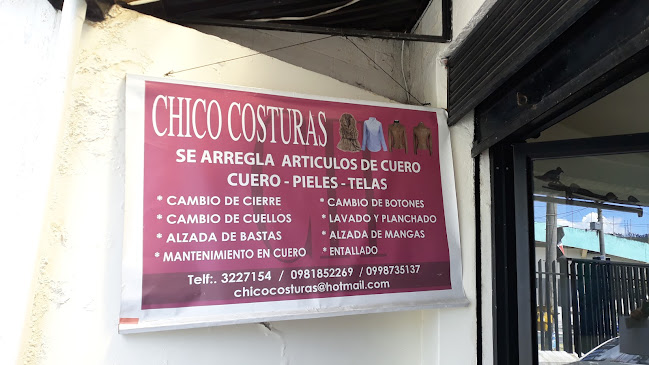 CHICO COSTURAS
SE ARREGLA ARTICULOS DE CUERO
CUERO - PIELES - TELAS
* CAMBIO DE CIERRE
* CAMBIO DE CUELLOS
* ALZADA DE BASTAS
* MANTENIMIENTO EN CUERO
* CAMBIO DE BOTONES
* LAVADO Y PLANCHADO
* ALZADA DE MANGAS
* ENTALLADO
Telf:. 3227154 / 0981852269 / 0998735137
chicocosturas@hotmail.com